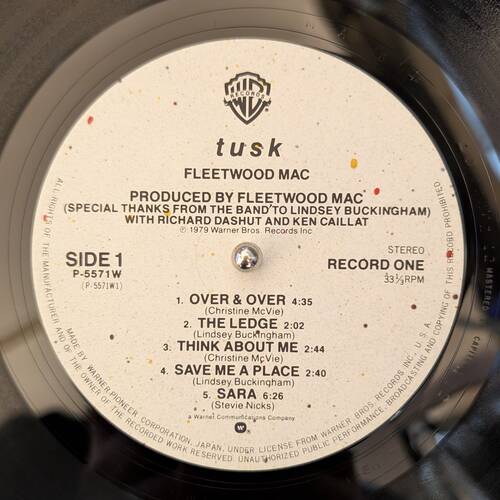 WB
RECORDS
tusk
FLEETWOOD MAC
PRODUCED BY FLEETWOOD MAC
(SPECIAL THANKS FROM THE BAND TO LINDSEY BUCKINGHAM)
WITH RICHARD DASHUT AND KEN CAILLAT
℗ 1979 Warner Bros. Records Inc
SIDE 1
P-5571W
(P-5571W1)
STEREO
RECORD ONE
33⅓RPM
1. OVER & OVER 4:35
(Christine McVie)
2. THE LEDGE 2:02
(Lindsey Buckingham)
3. THINK ABOUT ME 2:44
(Christine McVie)
4. SAVE ME A PLACE 2:40
(Lindsey Buckingham)
5. SARA 6:26
(Stevie Nicks)
a Warner Communications Company
MADE BY WARNER-PIONEER CORPORATION, JAPAN, UNDER LICENSE FROM WARNER BROS. RECORDS INC., U.S.A.
ALL RIGHTS OF THE MANUFACTURER AND OF THE OWNER OF THE RECORDED WORK RESERVED. UNAUTHORIZED PUBLIC PERFORMANCE, BROADCASTING AND COPYING OF THIS RECORD PROHIBITED